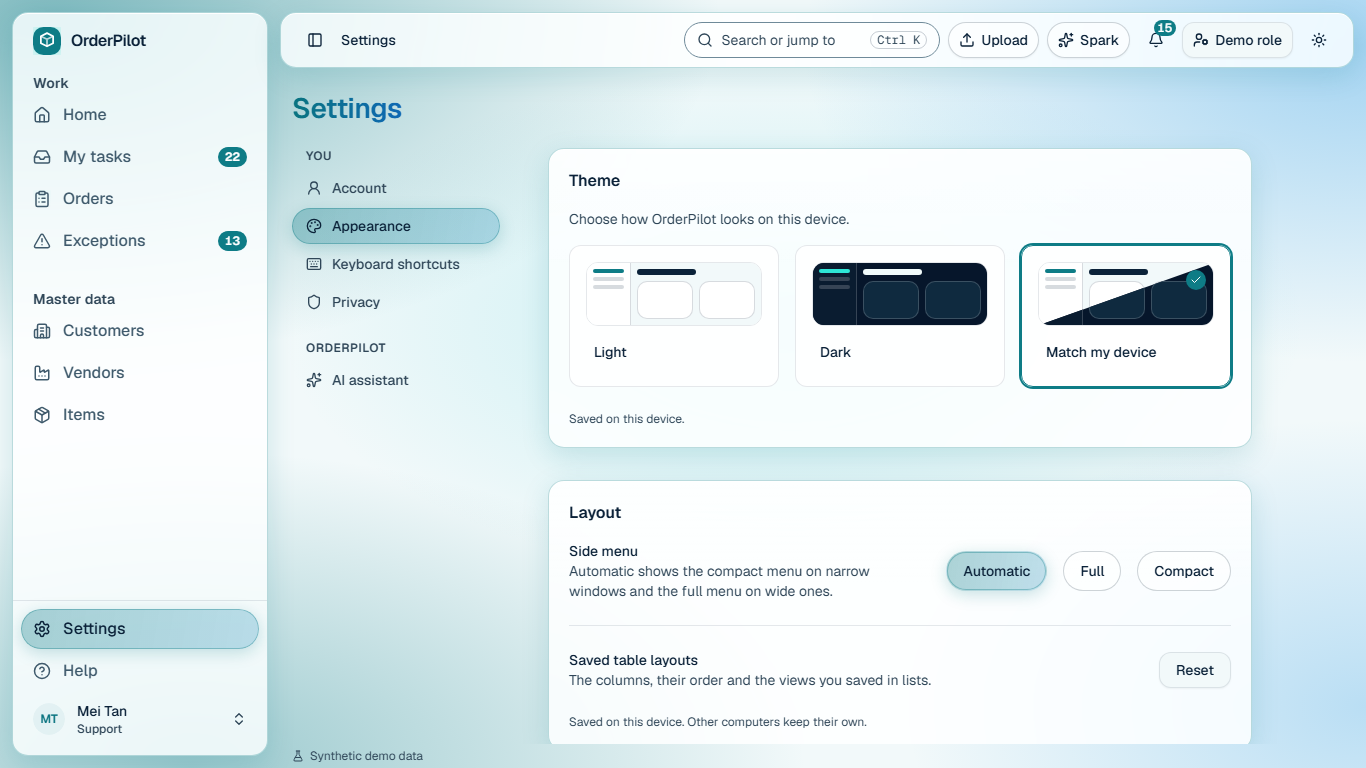 OrderPilot
Work
Home
My tasks 22
Orders
Exceptions 13
Master data
Customers
Vendors
Items
Settings
Help
MT
Mei Tan
Support
Settings
Search or jump to Ctrl K
Upload
Spark
15
Demo role
Settings
YOU
Account
Appearance
Keyboard shortcuts
Privacy
ORDERPILOT
AI assistant
Theme
Choose how OrderPilot looks on this device.
Light
Dark
Match my device
Saved on this device.
Layout
Side menu
Automatic shows the compact menu on narrow
windows and the full menu on wide ones.
Automatic
Full
Compact
Saved table layouts
The columns, their order and the views you saved in lists.
Reset
Saved on this device. Other computers keep their own.
Synthetic demo data